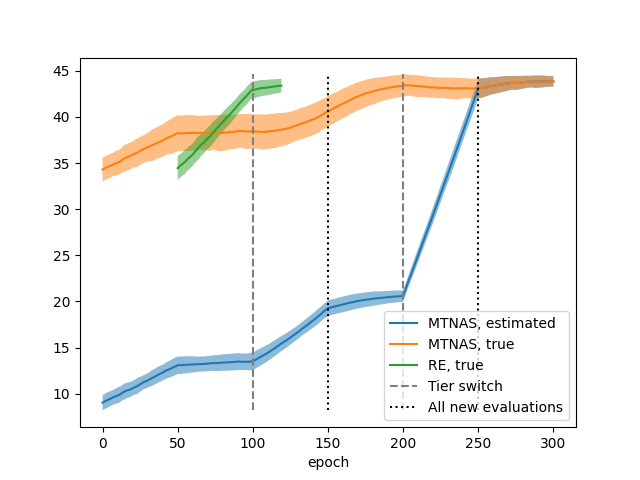 45
40
35
30
25
20
15
10
0
50
100
150
200
250
300
epoch
MTNAS, estimated
MTNAS, true
RE, true
Tier switch
All new evaluations